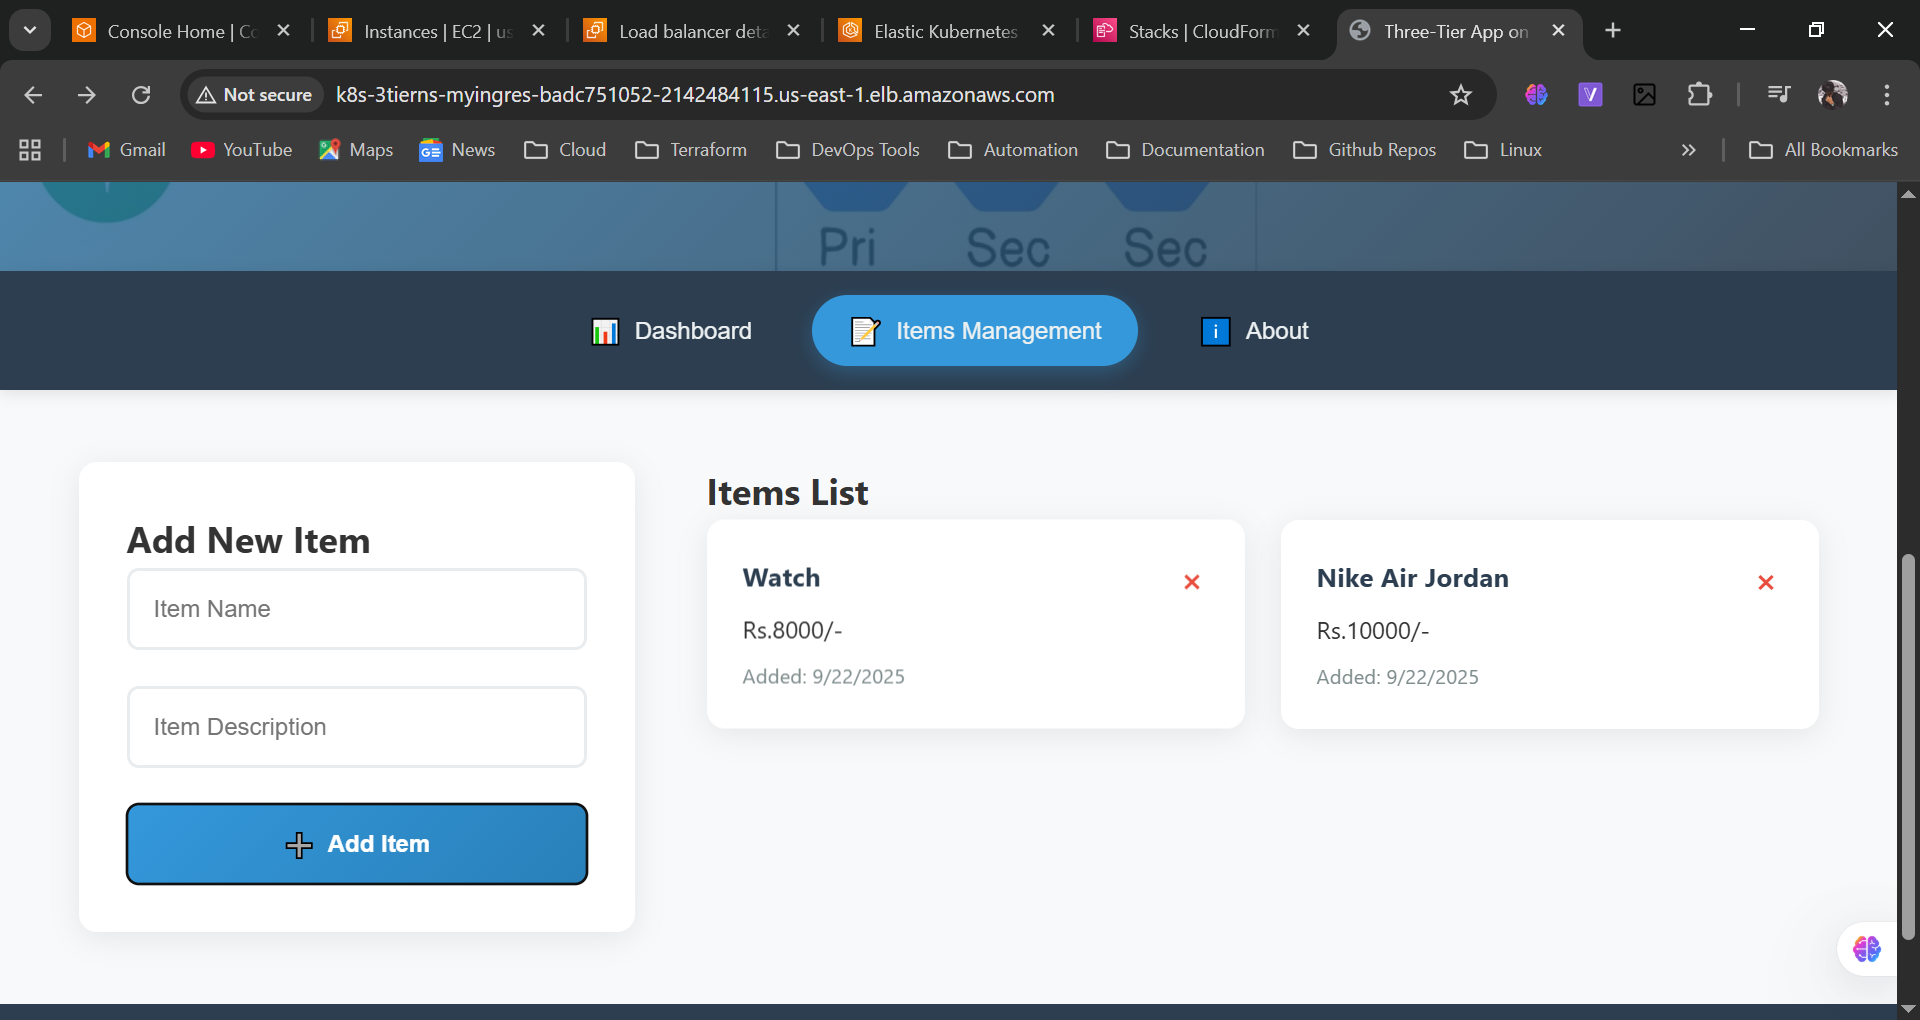 Console Home | Co
Instances | EC2 | us
Load balancer deta
Elastic Kubernetes
Stacks | CloudForm
Three-Tier App on
Not secure
k8s-3tierns-myingres-badc751052-2142484115.us-east-1.elb.amazonaws.com
V
Gmail
YouTube
Maps
GE
News
Cloud
Terraform
DevOps Tools
Automation
Documentation
Github Repos
Linux
»
All Bookmarks
Pri
Sec
Sec
Dashboard
Items Management
i
About
Add New Item
Item Name
Item Description
Add Item
Items List
Watch
Rs.8000/-
Added: 9/22/2025
Nike Air Jordan
Rs.10000/-
Added: 9/22/2025